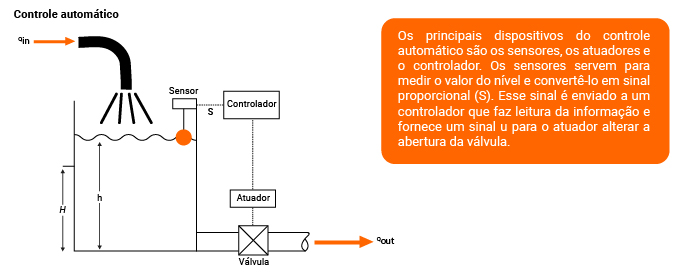 Controle automático
qin
Sensor
S
Controlador
H
h
Atuador
Válvula
qout
Os principais dispositivos do controle
automático são os sensores, os atuadores e
o controlador. Os sensores servem para
medir o valor do nível e convertê-lo em sinal
proporcional (S). Esse sinal é enviado a um
controlador que faz leitura da informação e
fornece um sinal u para o atuador alterar a
abertura da válvula.